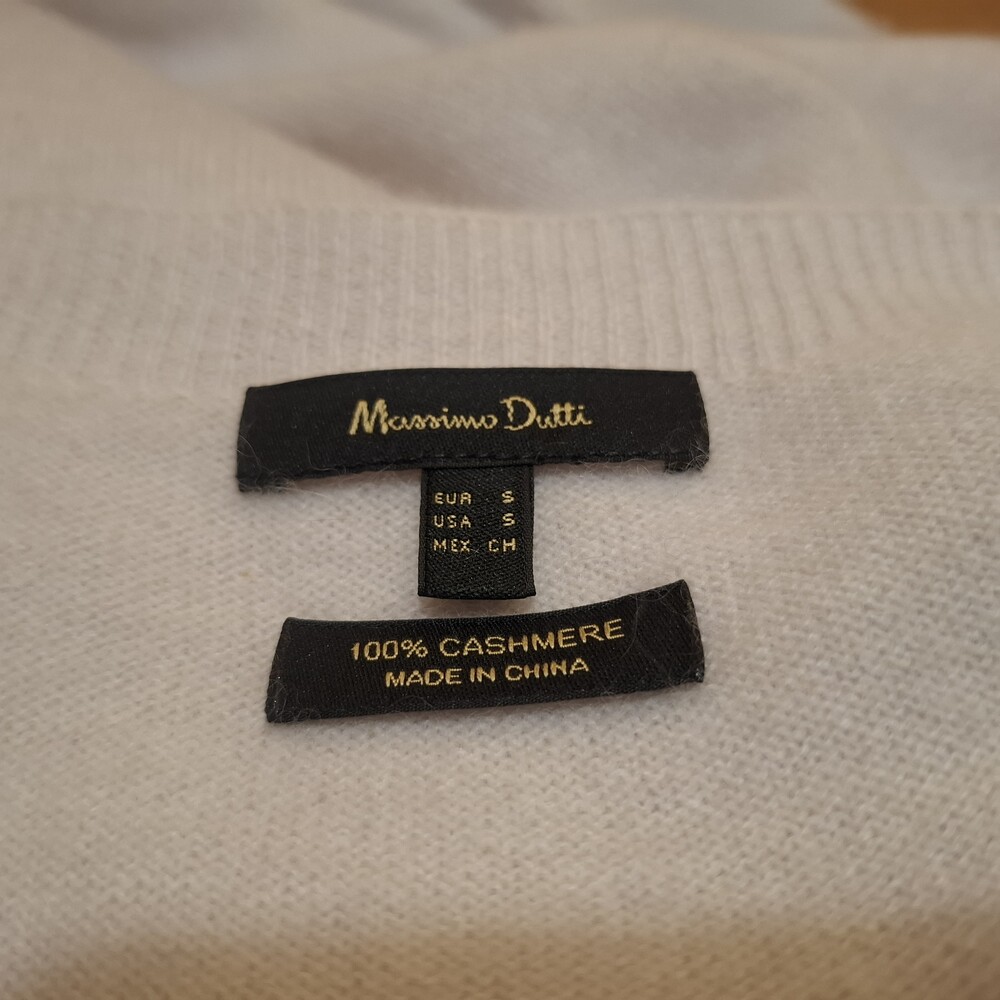 Massimo Dutti
EUR S
USA S
MEX CH
100% CASHMERE
MADE IN CHINA